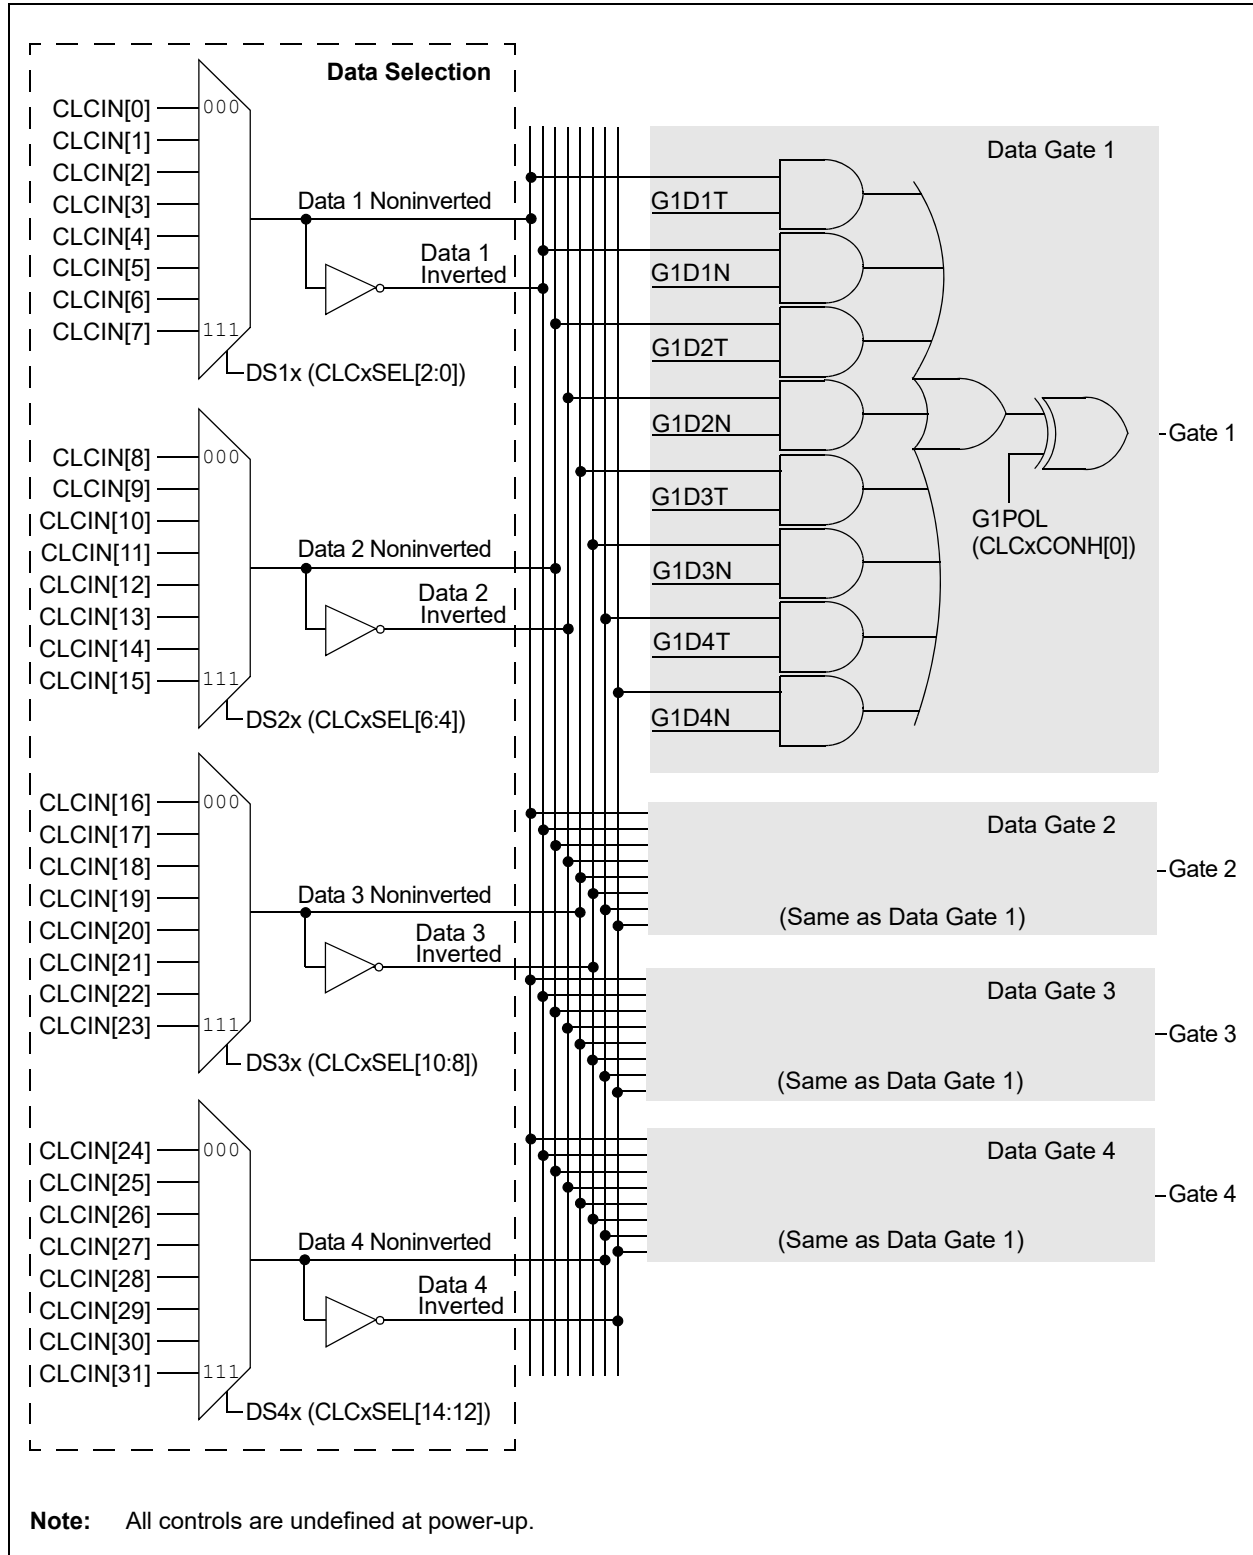 Data Selection
CLCIN[0]
CLCIN[1]
CLCIN[2]
CLCIN[3]
CLCIN[4]
CLCIN[5]
CLCIN[6]
CLCIN[7]
000
111
Data 1 Noninverted
Data 1
Inverted
DS1x (CLCxSEL[2:0])
CLCIN[8]
CLCIN[9]
CLCIN[10]
CLCIN[11]
CLCIN[12]
CLCIN[13]
CLCIN[14]
CLCIN[15]
000
111
Data 2 Noninverted
Data 2
Inverted
DS2x (CLCxSEL[6:4])
CLCIN[16]
CLCIN[17]
CLCIN[18]
CLCIN[19]
CLCIN[20]
CLCIN[21]
CLCIN[22]
CLCIN[23]
000
111
Data 3 Noninverted
Data 3
Inverted
DS3x (CLCxSEL[10:8])
CLCIN[24]
CLCIN[25]
CLCIN[26]
CLCIN[27]
CLCIN[28]
CLCIN[29]
CLCIN[30]
CLCIN[31]
000
111
Data 4 Noninverted
Data 4
Inverted
DS4x (CLCxSEL[14:12])
Data Gate 1
G1D1T
G1D1N
G1D2T
G1D2N
G1D3T
G1D3N
G1D4T
G1D4N
G1POL
(CLCxCONH[0])
Gate 1
Data Gate 2
(Same as Data Gate 1)
Gate 2
Data Gate 3
(Same as Data Gate 1)
Gate 3
Data Gate 4
(Same as Data Gate 1)
Gate 4
Note: All controls are undefined at power-up.